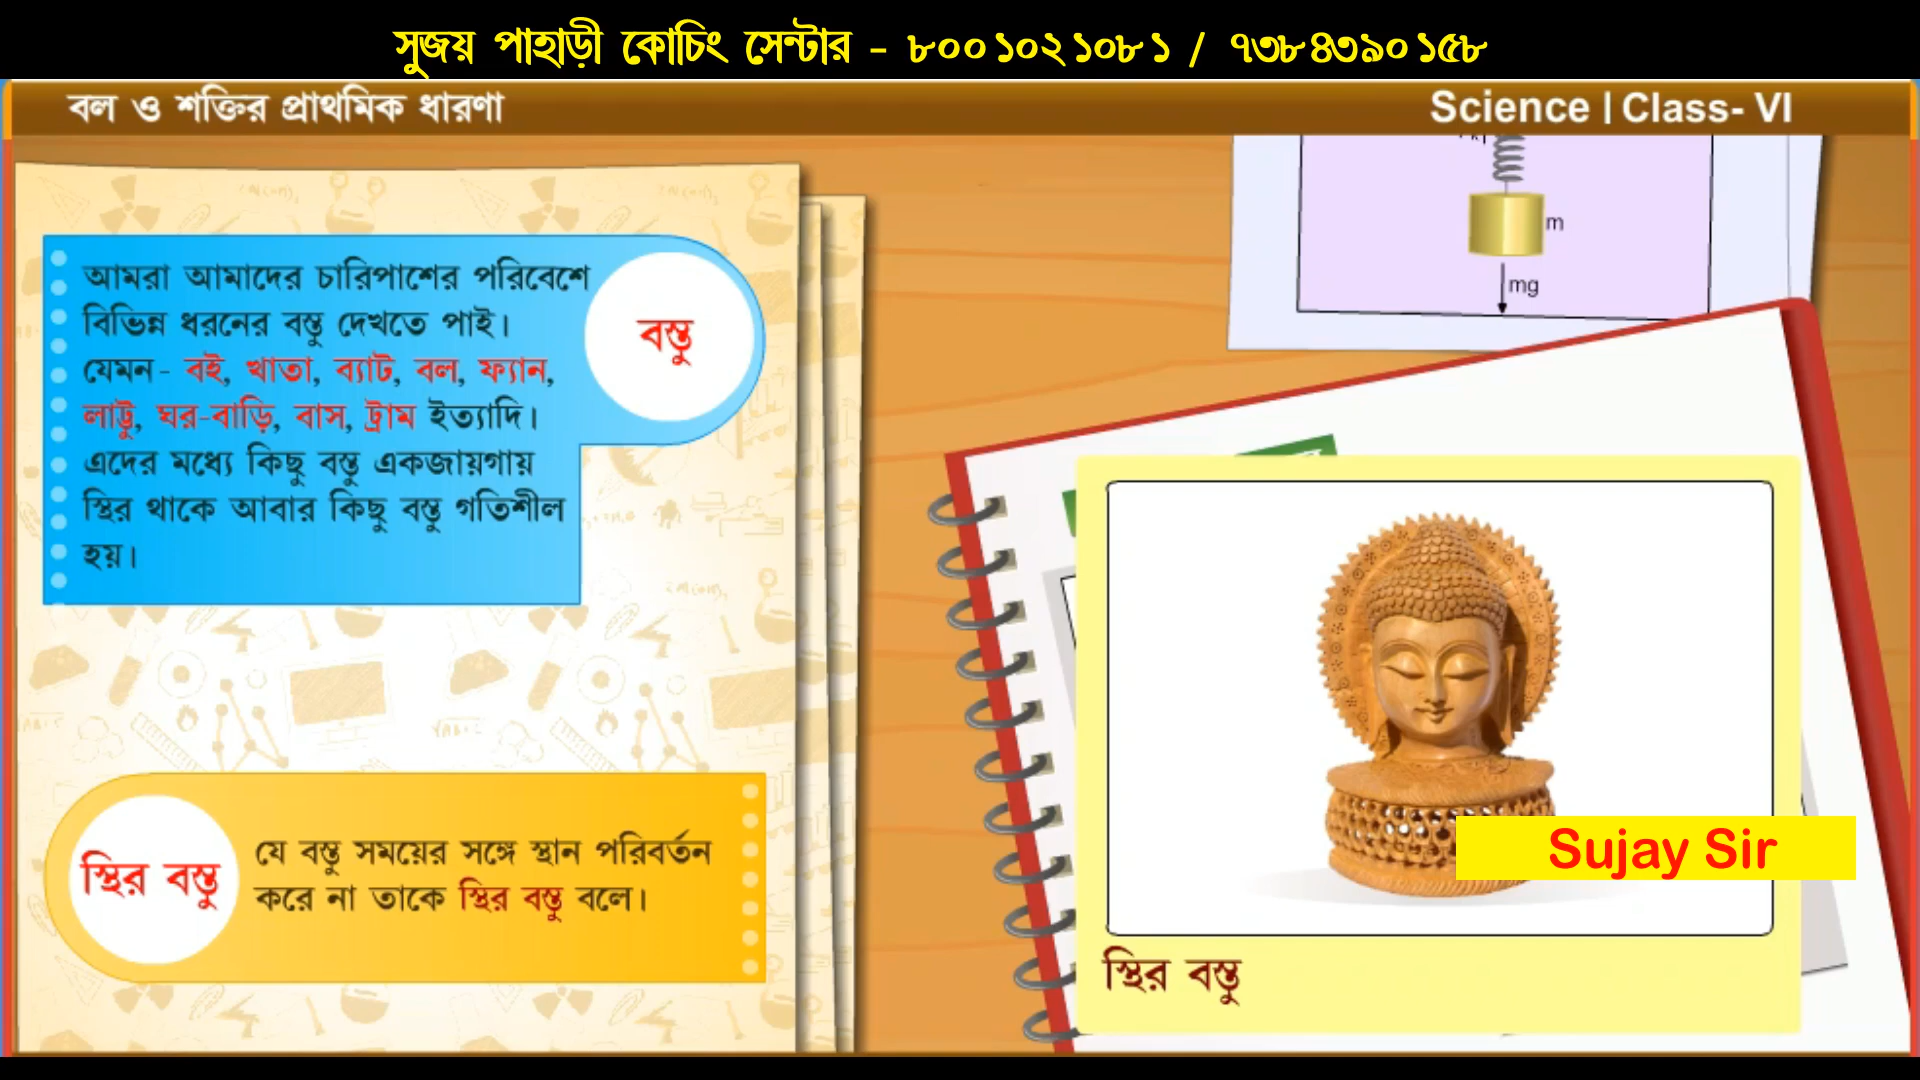 সুজয় পাহাড়ী কোচিং সেন্টার - ৮০০১০২১০৮১ / ৭৩৮৪৩৯০১৫৮
বল ও শক্তির প্রাথমিক ধারণা
Science | Class- VI
আমরা আমাদের চারিপাশের পরিবেশে
বিভিন্ন ধরনের বস্তু দেখতে পাই।
যেমন- বই, খাতা, ব্যাট, বল, ফ্যান,
লাট্টু, ঘর-বাড়ি, বাস, ট্রাম ইত্যাদি।
এদের মধ্যে কিছু বস্তু একজায়গায়
স্থির থাকে আবার কিছু বস্তু গতিশীল
হয়।
বস্তু
স্থির বস্তু
যে বস্তু সময়ের সঙ্গে স্থান পরিবর্তন
করে না তাকে স্থির বস্তু বলে।
m
mg
Sujay Sir
স্থির বস্তু